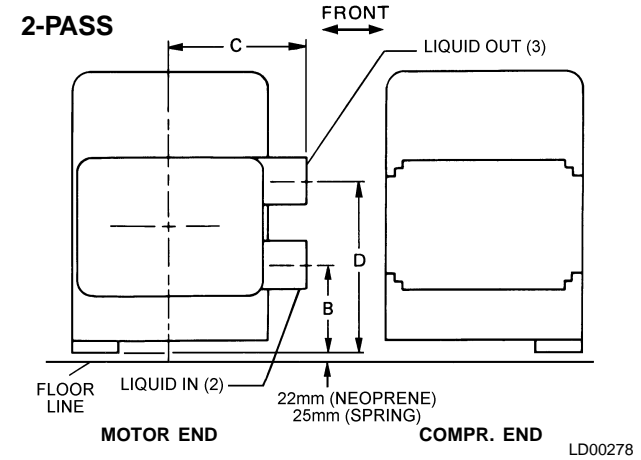 2-PASS
FRONT
C
LIQUID OUT (3)
D
B
FLOOR
LINE
LIQUID IN (2)
22mm (NEOPRENE)
25mm (SPRING)
MOTOR END
COMPR. END
LD00278